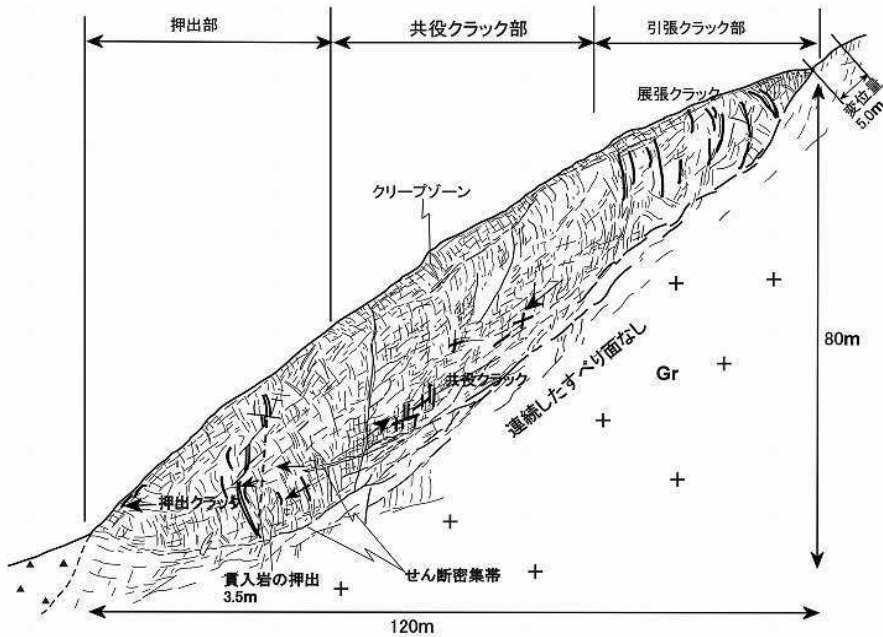 押出部
共役クラック部
引張クラック部
展張クラック
変位量
5.0m
クリープゾーン
80m
連続したすべり面なし
Gr
共役クラック
押出クラック
せん断密集帯
貫入岩の押出
3.5m
120m